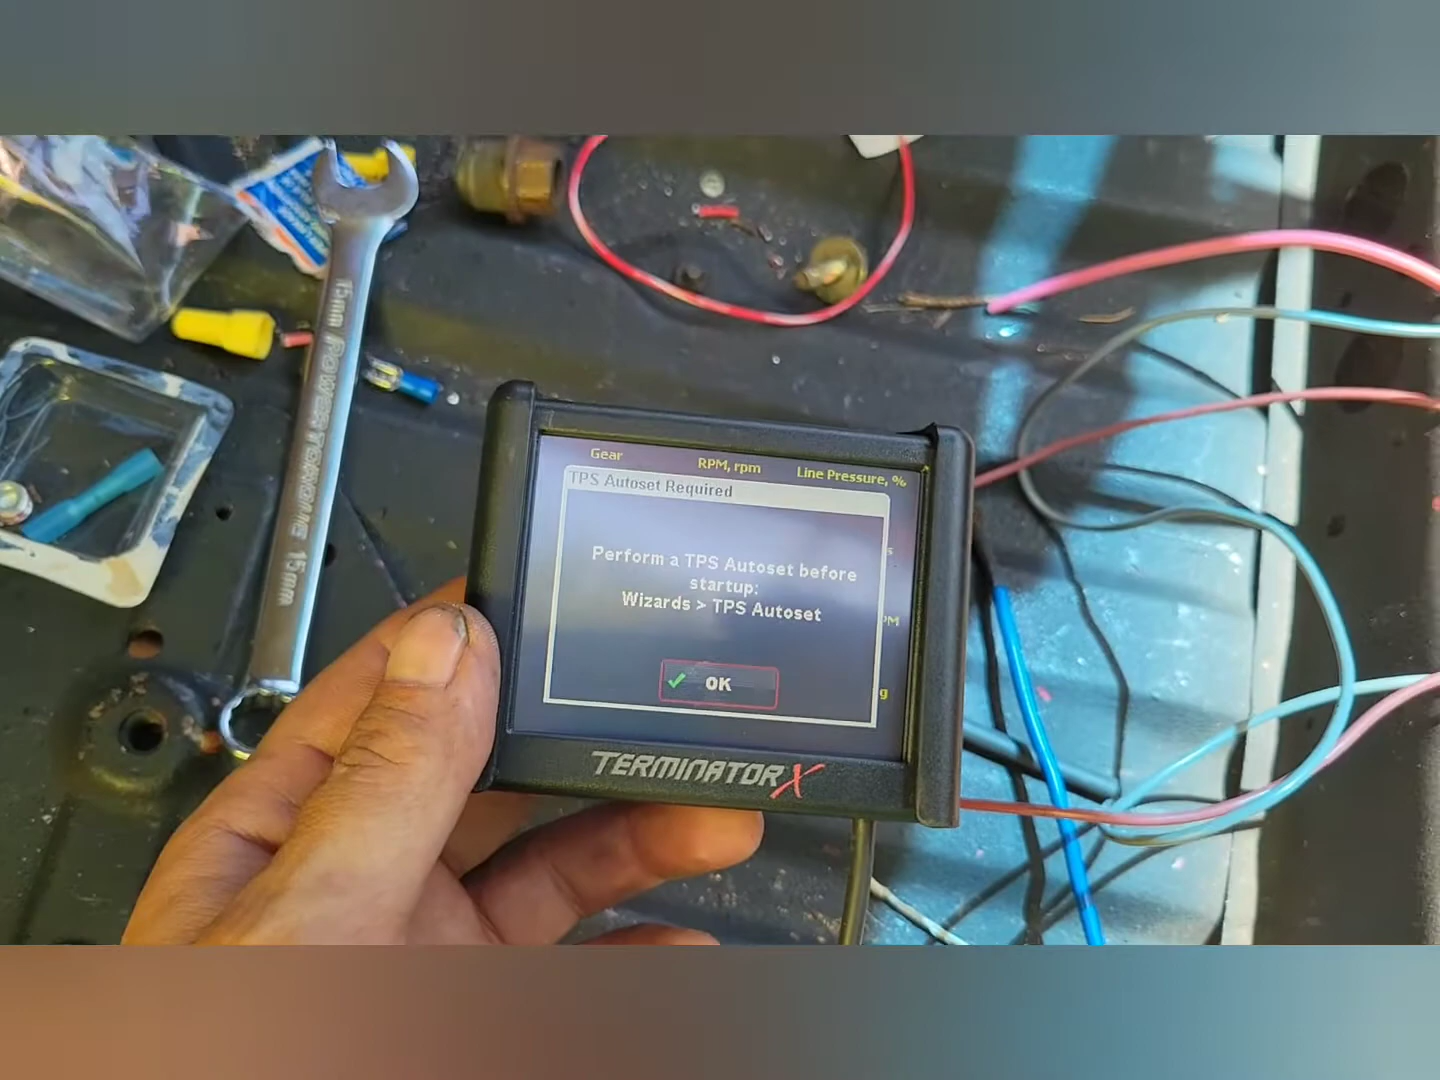 15mm POWERTORQUE 15mm
Gear RPM, rpm Line Pressure, %
TPS Autoset Required
Perform a TPS Autoset before
startup:
Wizards > TPS Autoset
OK
TERMINATOR X